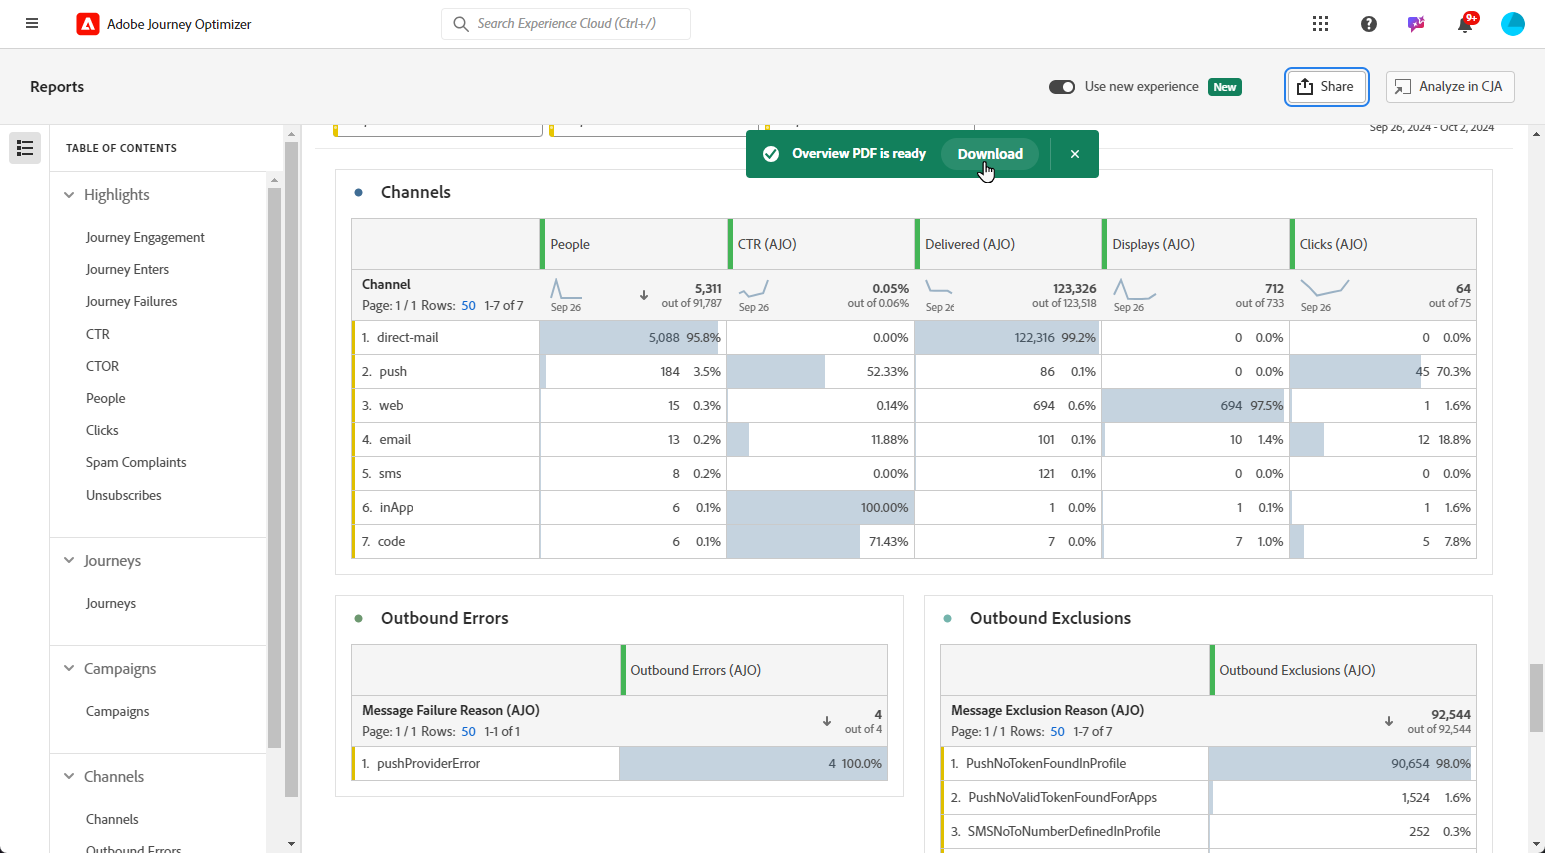 Adobe Journey Optimizer
Search Experience Cloud (Ctrl+/)
9+
Reports
Use new experience New
Share
Analyze in CJA
Sep 26, 2024 - Oct 2, 2024
TABLE OF CONTENTS
Highlights
Journey Engagement
Journey Enters
Journey Failures
CTR
CTOR
People
Clicks
Spam Complaints
Unsubscribes
Journeys
Journeys
Campaigns
Campaigns
Channels
Channels
Outbound Errors
Overview PDF is ready Download
Channels
People CTR (AJO) Delivered (AJO) Displays (AJO) Clicks (AJO)
Channel 5,311 0.05% 123,326 712 64
Page: 1 / 1 Rows: 50 1-7 of 7 Sep 26 out of 91,787 Sep 26 out of 0.06% Sep 26 out of 123,518 Sep 26 out of 733 Sep 26 out of 75
1. direct-mail 5,088 95.8% 0.00% 122,316 99.2% 0 0.0% 0 0.0%
2. push 184 3.5% 52.33% 86 0.1% 0 0.0% 45 70.3%
3. web 15 0.3% 0.14% 694 0.6% 694 97.5% 1 1.6%
4. email 13 0.2% 11.88% 101 0.1% 10 1.4% 12 18.8%
5. sms 8 0.2% 0.00% 121 0.1% 0 0.0% 0 0.0%
6. inApp 6 0.1% 100.00% 1 0.0% 1 0.1% 1 1.6%
7. code 6 0.1% 71.43% 7 0.0% 7 1.0% 5 7.8%
Outbound Errors
Outbound Errors (AJO)
Message Failure Reason (AJO) 4
Page: 1 / 1 Rows: 50 1-1 of 1 out of 4
1. pushProviderError 4 100.0%
Outbound Exclusions
Outbound Exclusions (AJO)
Message Exclusion Reason (AJO) 92,544
Page: 1 / 1 Rows: 50 1-7 of 7 out of 92,544
1. PushNoTokenFoundInProfile 90,654 98.0%
2. PushNoValidTokenFoundForApps 1,524 1.6%
3. SMSNoToNumberDefinedInProfile 252 0.3%